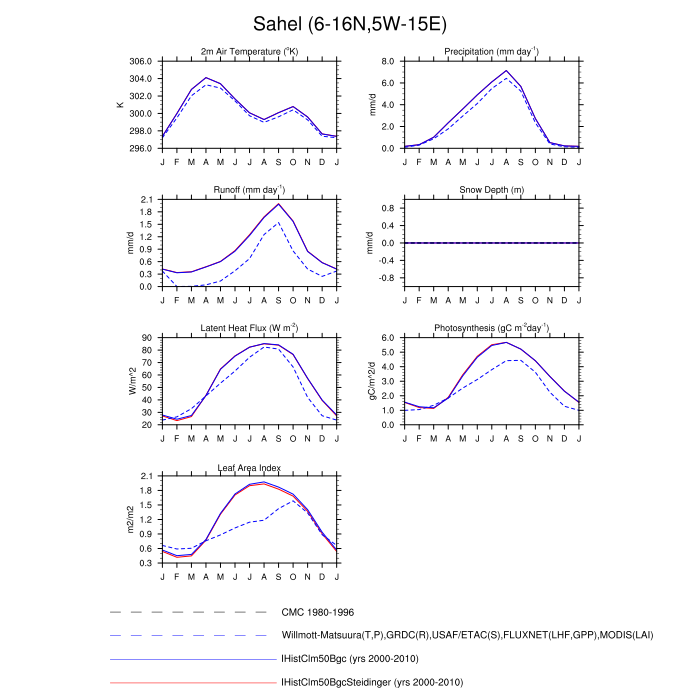 Sahel (6-16N,5W-15E)
2m Air Temperature (°K)
Precipitation (mm day⁻¹)
306.0
304.0
302.0
300.0
298.0
296.0
K
J F M A M J J A S O N D J
8.0
6.0
4.0
2.0
0.0
mm/d
J F M A M J J A S O N D J
Runoff (mm day⁻¹)
Snow Depth (m)
2.1
1.8
1.5
1.2
0.9
0.6
0.3
0.0
mm/d
J F M A M J J A S O N D J
0.8
0.4
0.0
-0.4
-0.8
mm/d
J F M A M J J A S O N D J
Latent Heat Flux (W m⁻²)
Photosynthesis (gC m⁻²day⁻¹)
90
80
70
60
50
40
30
20
W/m^2
J F M A M J J A S O N D J
6.0
5.0
4.0
3.0
2.0
1.0
0.0
gC/m^2/d
J F M A M J J A S O N D J
Leaf Area Index
2.1
1.8
1.5
1.2
0.9
0.6
0.3
m2/m2
J F M A M J J A S O N D J
CMC 1980-1996
Willmott-Matsuura(T,P),GRDC(R),USAF/ETAC(S),FLUXNET(LHF,GPP),MODIS(LAI)
IHistClm50Bgc (yrs 2000-2010)
IHistClm50BgcSteidinger (yrs 2000-2010)